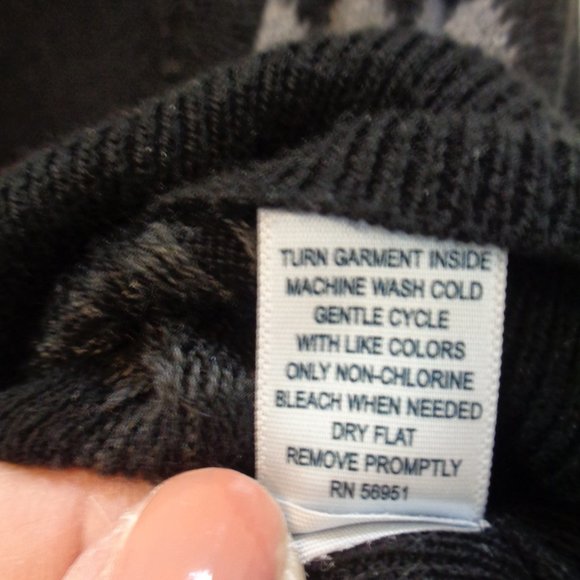 TURN GARMENT INSIDE
MACHINE WASH COLD
GENTLE CYCLE
WITH LIKE COLORS
ONLY NON-CHLORINE
BLEACH WHEN NEEDED
DRY FLAT
REMOVE PROMPTLY
RN 56951